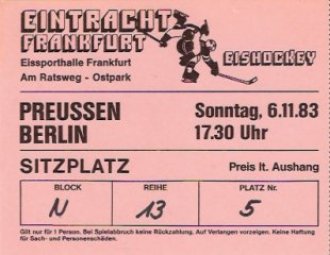 EINTRACHT
FRANKFURT
EISHOCKEY
Eissporthalle Frankfurt
Am Ratsweg - Ostpark
PREUSSEN
BERLIN
Sonntag, 6.11.83
17.30 Uhr
SITZPLATZ
Preis lt. Aushang
BLOCK
REIHE
PLATZ Nr.
N
13
5
Gilt nur für 1 Person. Bei Spielabbruch keine Rückzahlung. Auf Verlangen vorzeigen. Keine Haftung
für Sach- und Personenschäden.